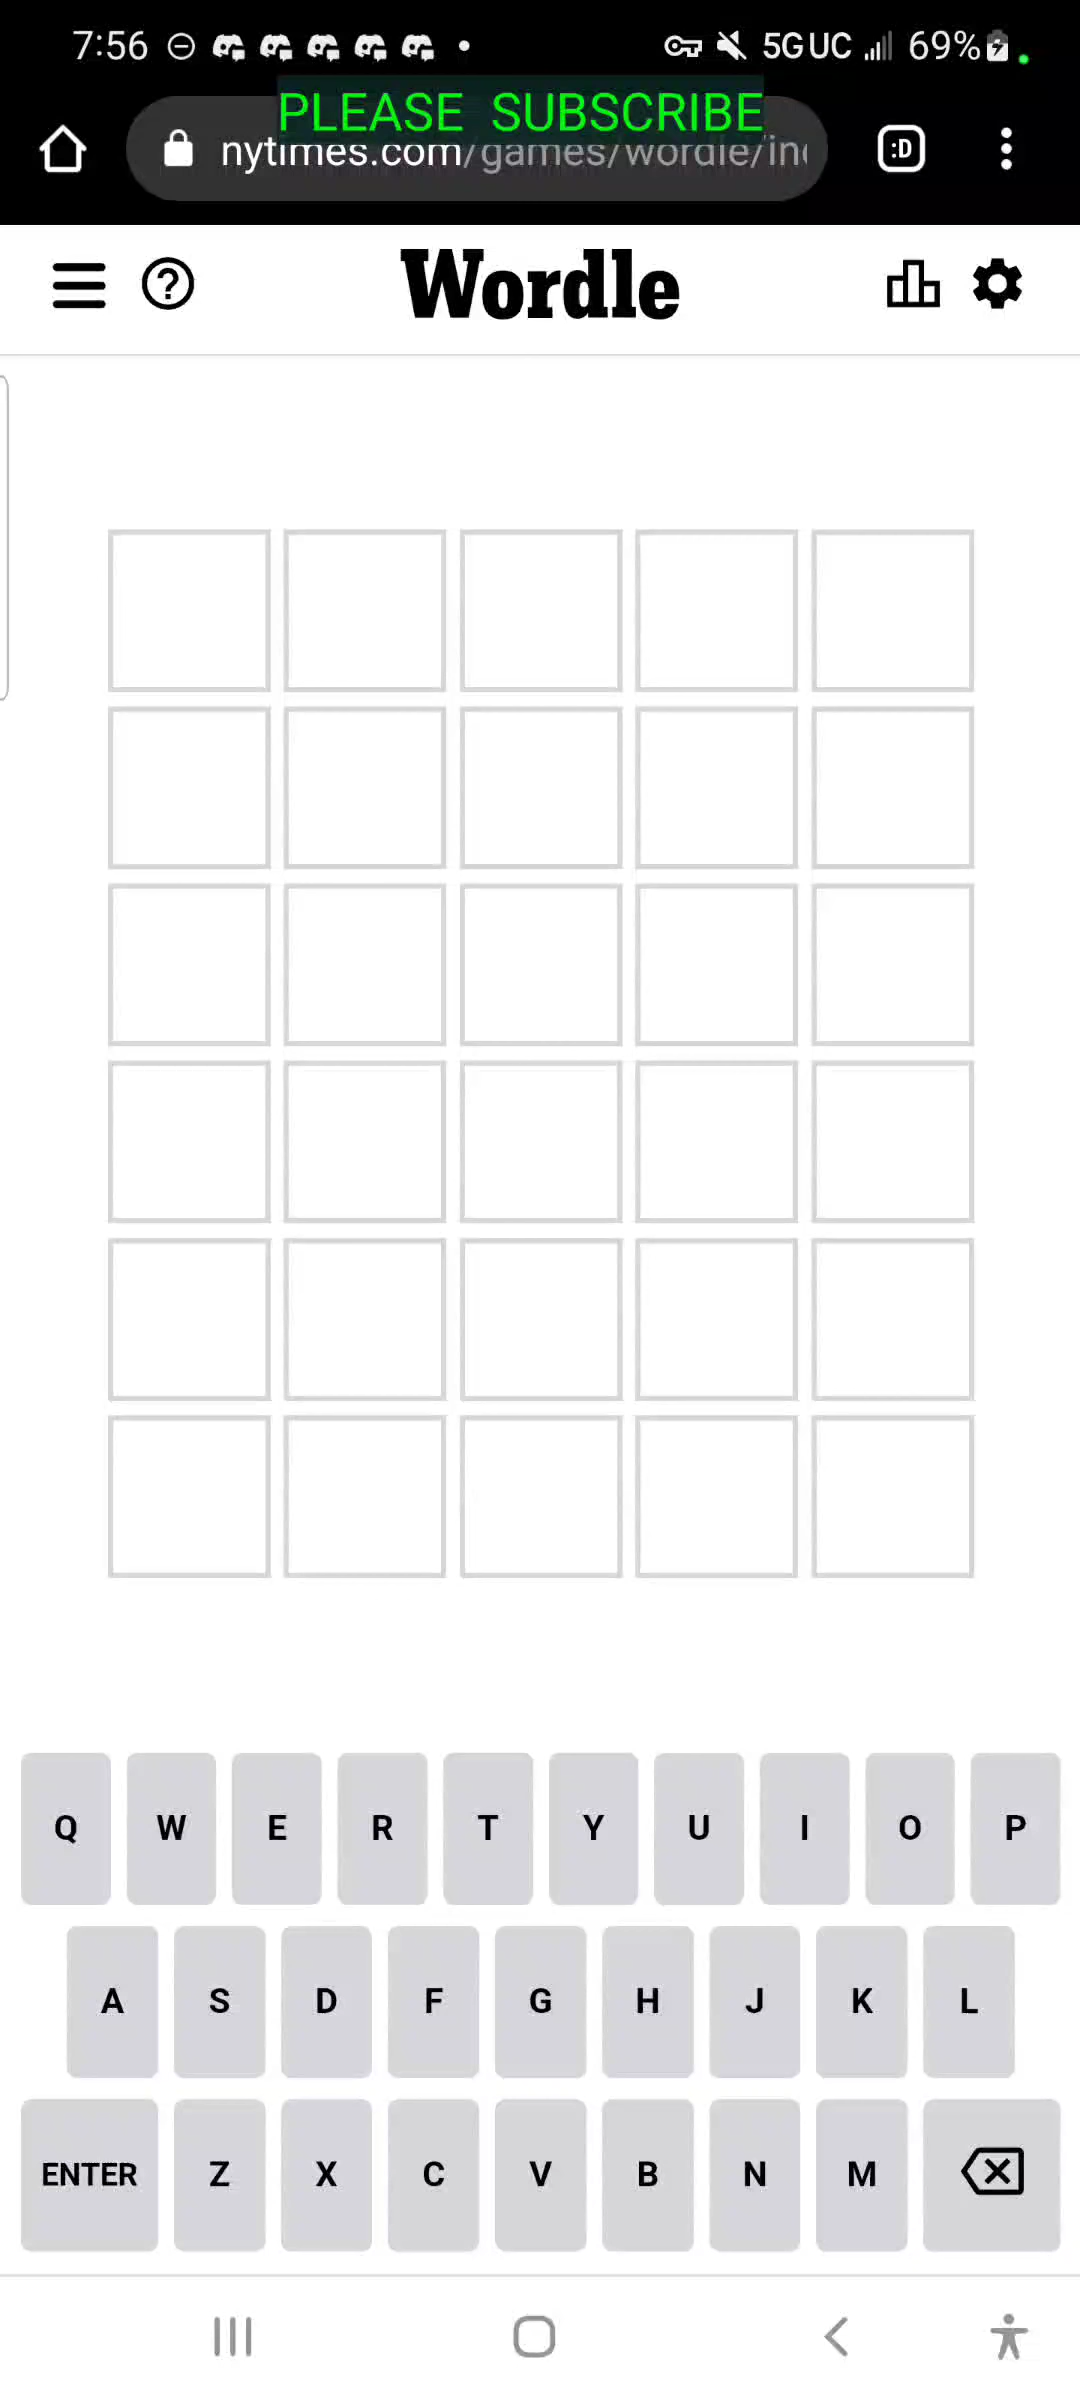 7:56 5G UC 69%
PLEASE SUBSCRIBE
:D
nytimes.com/games/wordle/in
Wordle
Q W E R T Y U I O P
A S D F G H J K L
ENTER Z X C V B N M